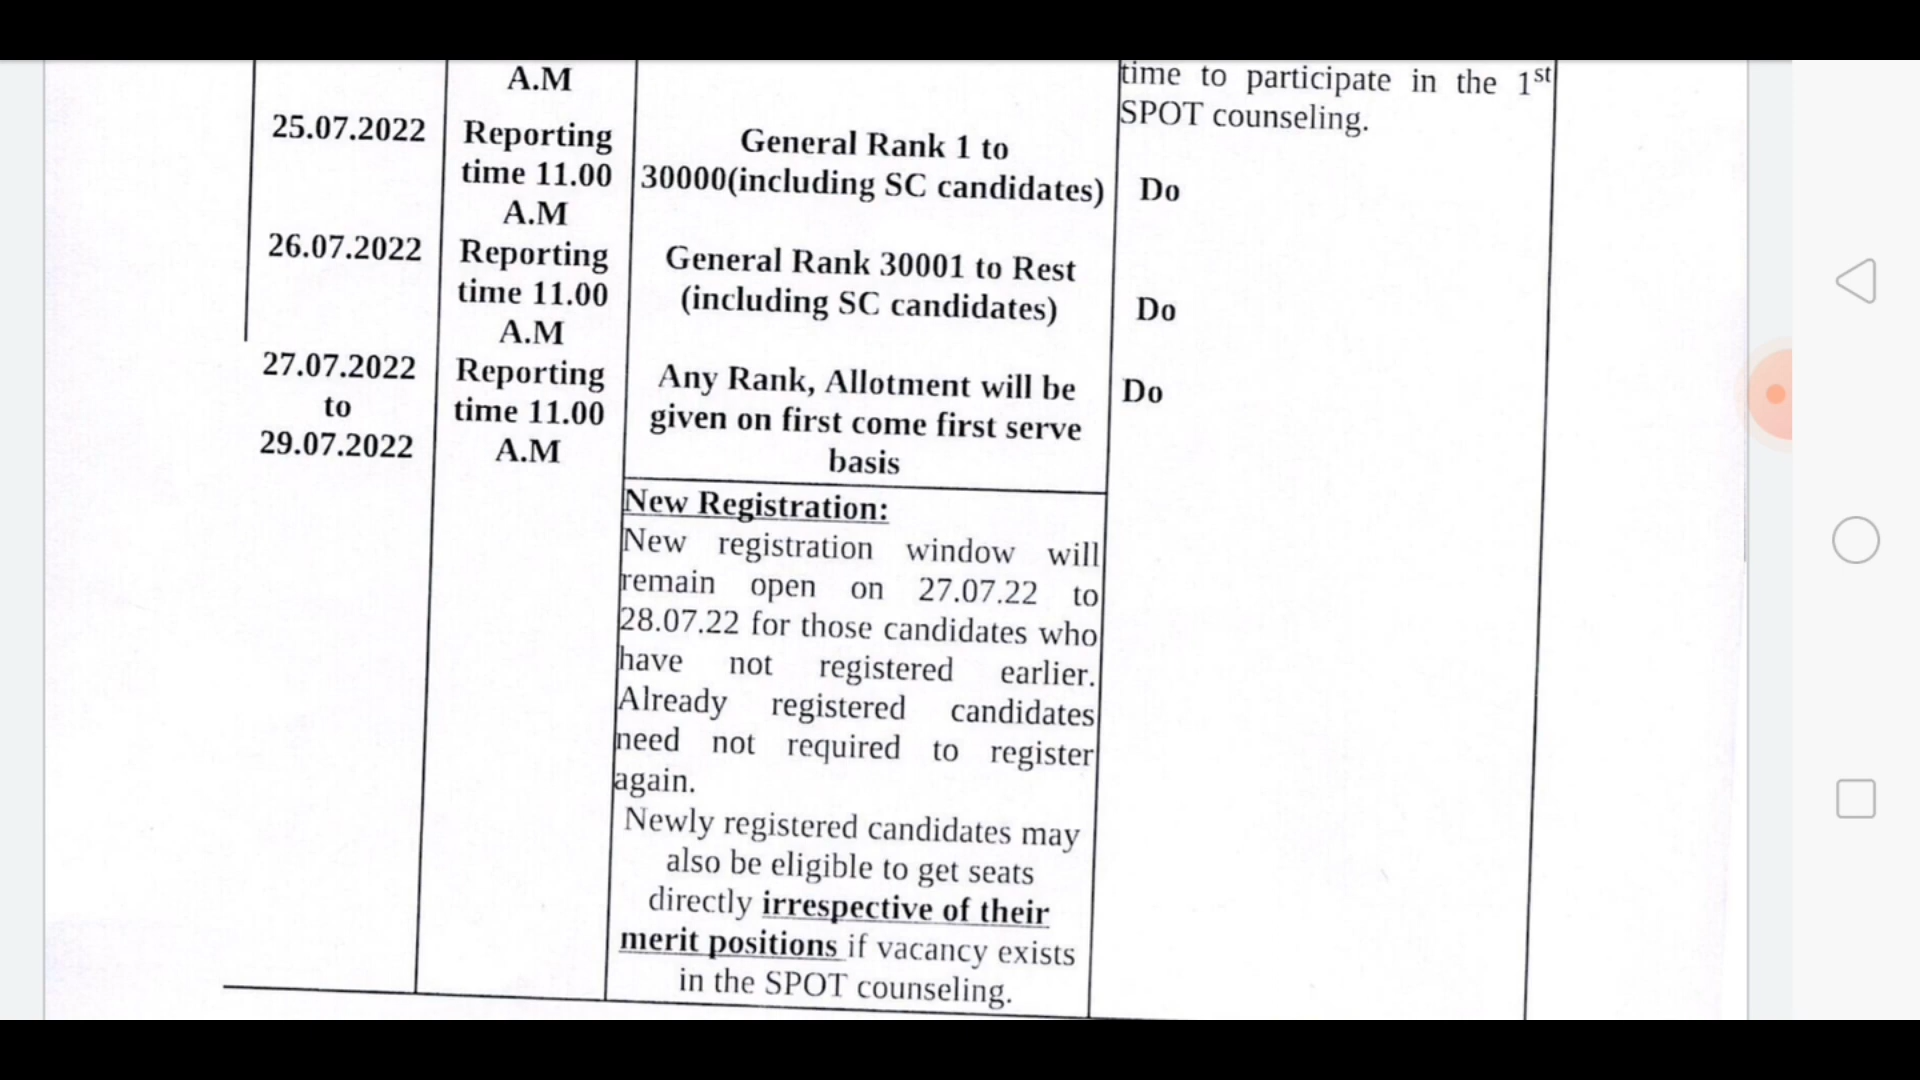 A.M
time to participate in the 1st
SPOT counseling.
25.07.2022
Reporting
time 11.00
A.M
General Rank 1 to
30000(including SC candidates)
Do
26.07.2022
Reporting
time 11.00
A.M
General Rank 30001 to Rest
(including SC candidates)
Do
27.07.2022
to
29.07.2022
Reporting
time 11.00
A.M
Any Rank, Allotment will be
given on first come first serve
basis
Do
New Registration:
New registration window will
remain open on 27.07.22 to
28.07.22 for those candidates who
have not registered earlier.
Already registered candidates
need not required to register
again.
Newly registered candidates may
also be eligible to get seats
directly irrespective of their
merit positions if vacancy exists
in the SPOT counseling.